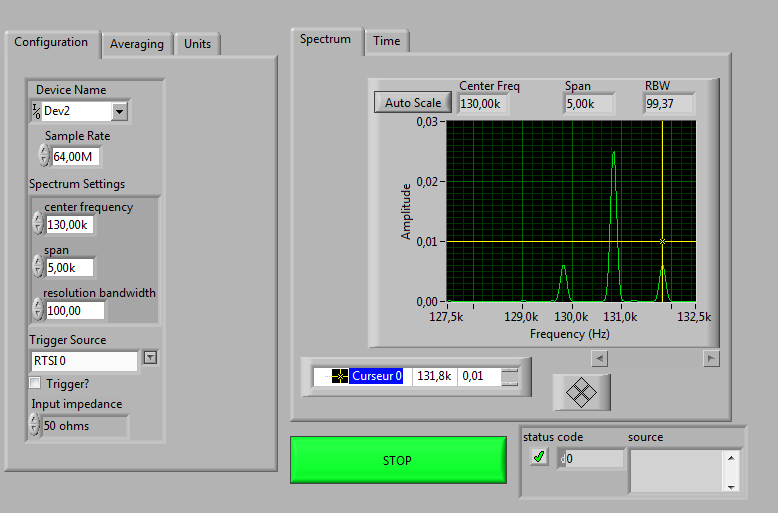 Configuration
Averaging
Units
Device Name
I/O Dev2
Sample Rate
64,00M
Spectrum Settings
center frequency
130,00k
span
5,00k
resolution bandwidth
100,00
Trigger Source
RTSI 0
Trigger?
Input impedance
50 ohms
Spectrum
Time
Auto Scale
Center Freq
130,00k
Span
5,00k
RBW
99,37
Amplitude
0,03
0,02
0,01
0,00
127,5k 129,0k 130,0k 131,0k 132,5k
Frequency (Hz)
Curseur 0 131,8k 0,01
STOP
status code source
d0